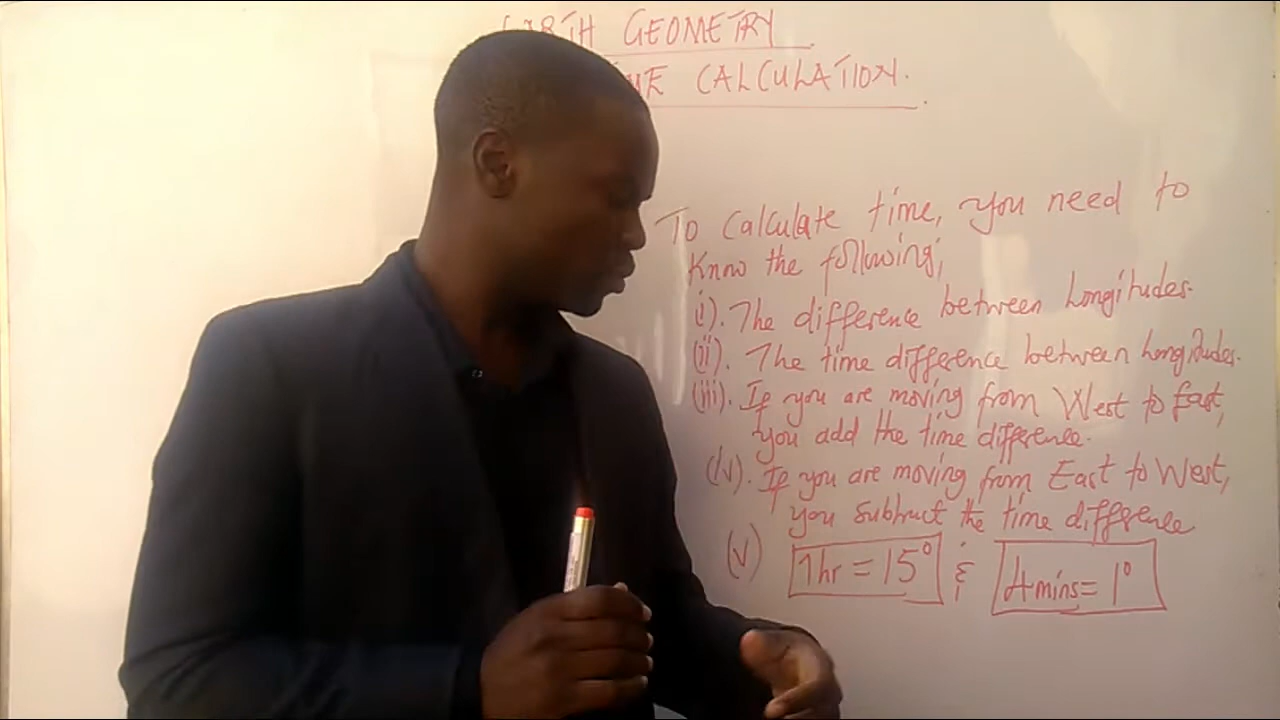 EARTH GEOMETRY
CALCULATION.
To Calculate time, you need to
Know the following;
(i). The difference between Longitudes.
(ii). The time difference between Longitudes.
(iii). If you are moving from West to East,
you add the time difference.
(iv). If you are moving from East to West,
you subtract the time difference
(v) 1hr = 15° & 4mins = 1°